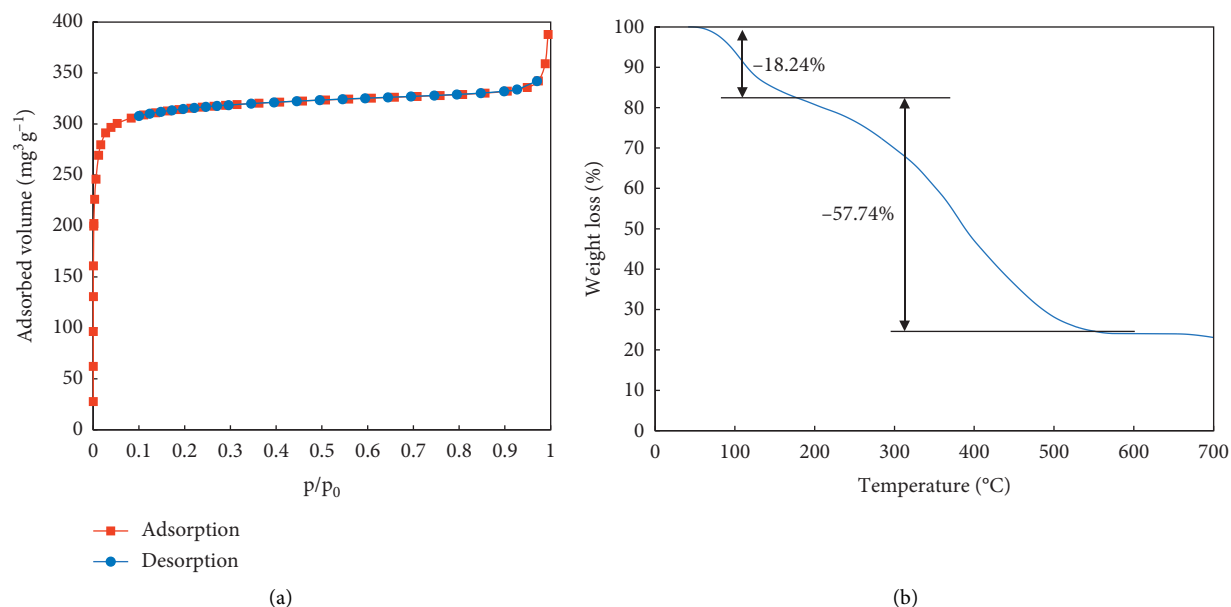 400
350
300
250
200
150
100
50
0
Adsorbed volume (mg³ g⁻¹)
0 0.1 0.2 0.3 0.4 0.5 0.6 0.7 0.8 0.9 1
p/p₀
Adsorption
Desorption
(a)
100
90
80
70
60
50
40
30
20
10
0
Weight loss (%)
–18.24%
–57.74%
0 100 200 300 400 500 600 700
Temperature (°C)
(b)